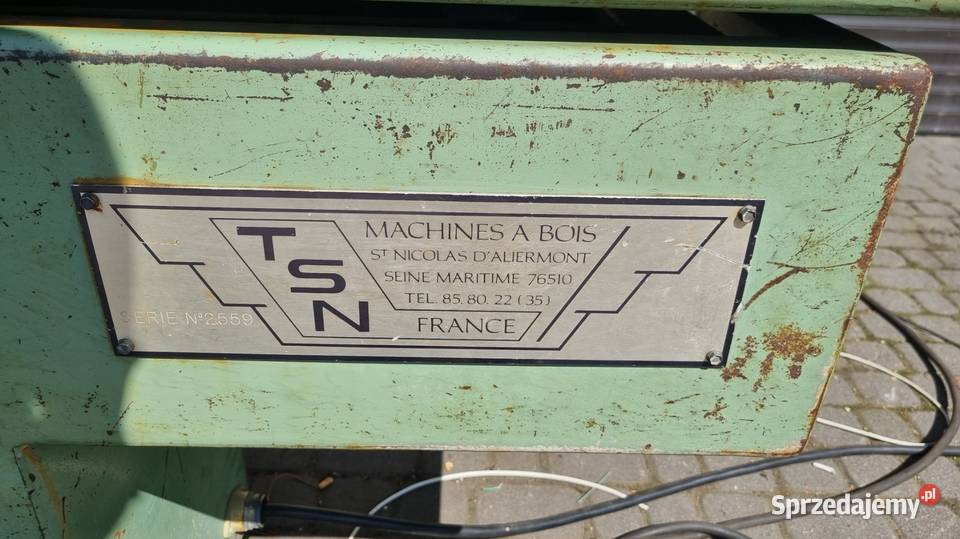 TSN
MACHINES A BOIS
ST NICOLAS D'ALIERMONT
SEINE MARITIME 76510
TEL. 85. 80. 22 (35)
FRANCE
SERIE N° 2559
Sprzedajemy.pl